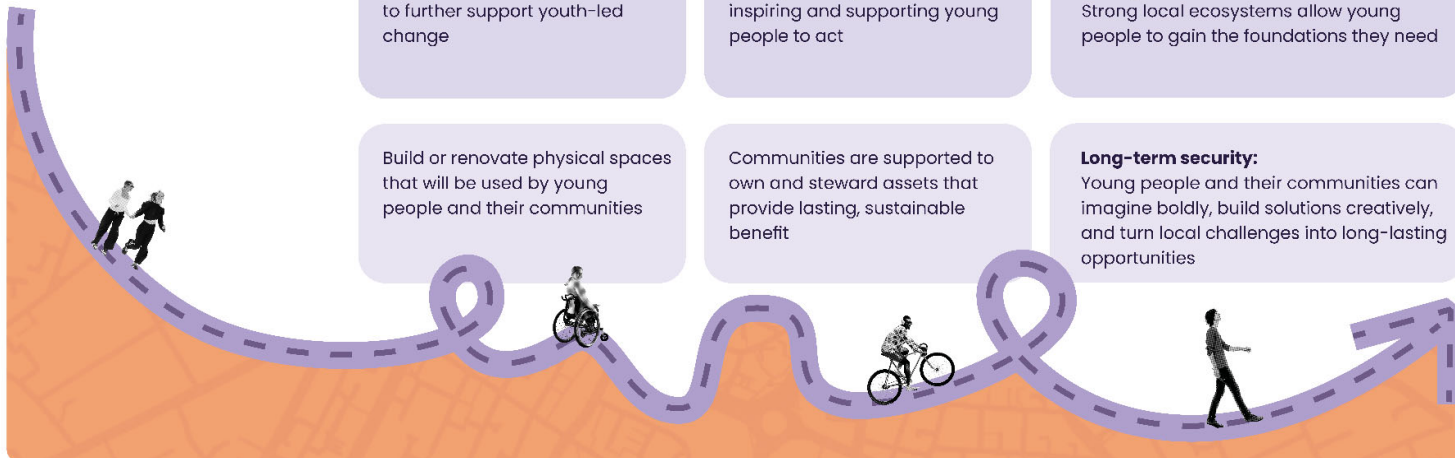 to further support youth-led
change
inspiring and supporting young
people to act
Strong local ecosystems allow young
people to gain the foundations they need
Build or renovate physical spaces
that will be used by young
people and their communities
Communities are supported to
own and steward assets that
provide lasting, sustainable
benefit
Long-term security:
Young people and their communities can
imagine boldly, build solutions creatively,
and turn local challenges into long-lasting
opportunities